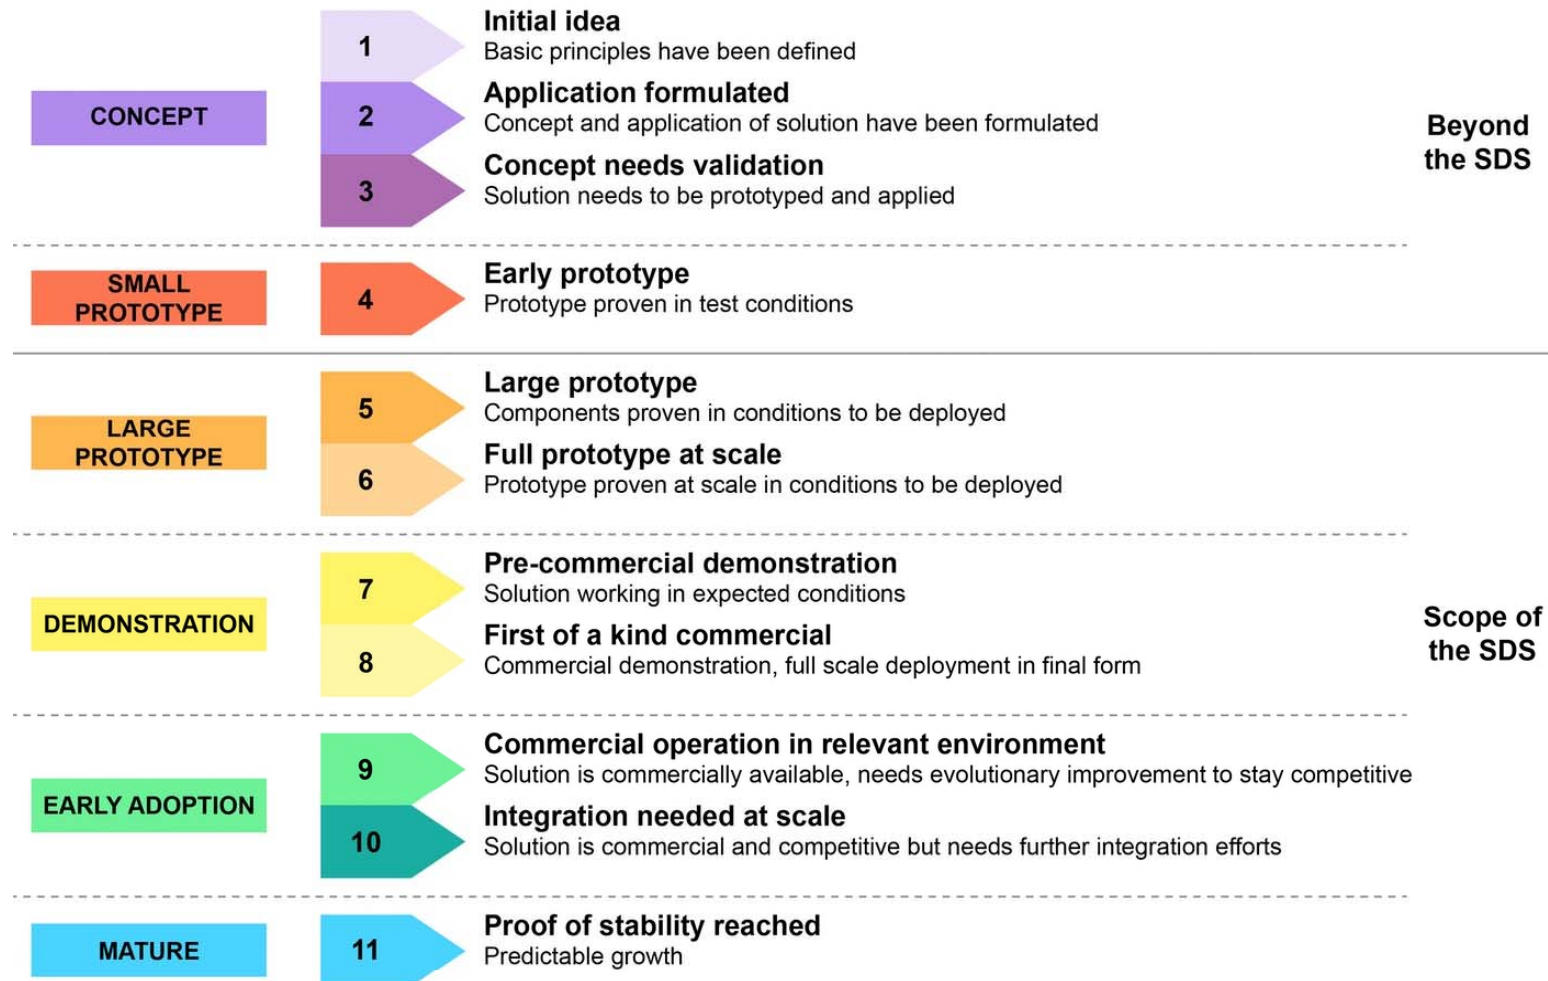 CONCEPT
1
Initial idea
Basic principles have been defined
2
Application formulated
Concept and application of solution have been formulated
3
Concept needs validation
Solution needs to be prototyped and applied
Beyond
the SDS
SMALL
PROTOTYPE
4
Early prototype
Prototype proven in test conditions
LARGE
PROTOTYPE
5
Large prototype
Components proven in conditions to be deployed
6
Full prototype at scale
Prototype proven at scale in conditions to be deployed
DEMONSTRATION
7
Pre-commercial demonstration
Solution working in expected conditions
8
First of a kind commercial
Commercial demonstration, full scale deployment in final form
Scope of
the SDS
EARLY ADOPTION
9
Commercial operation in relevant environment
Solution is commercially available, needs evolutionary improvement to stay competitive
10
Integration needed at scale
Solution is commercial and competitive but needs further integration efforts
MATURE
11
Proof of stability reached
Predictable growth